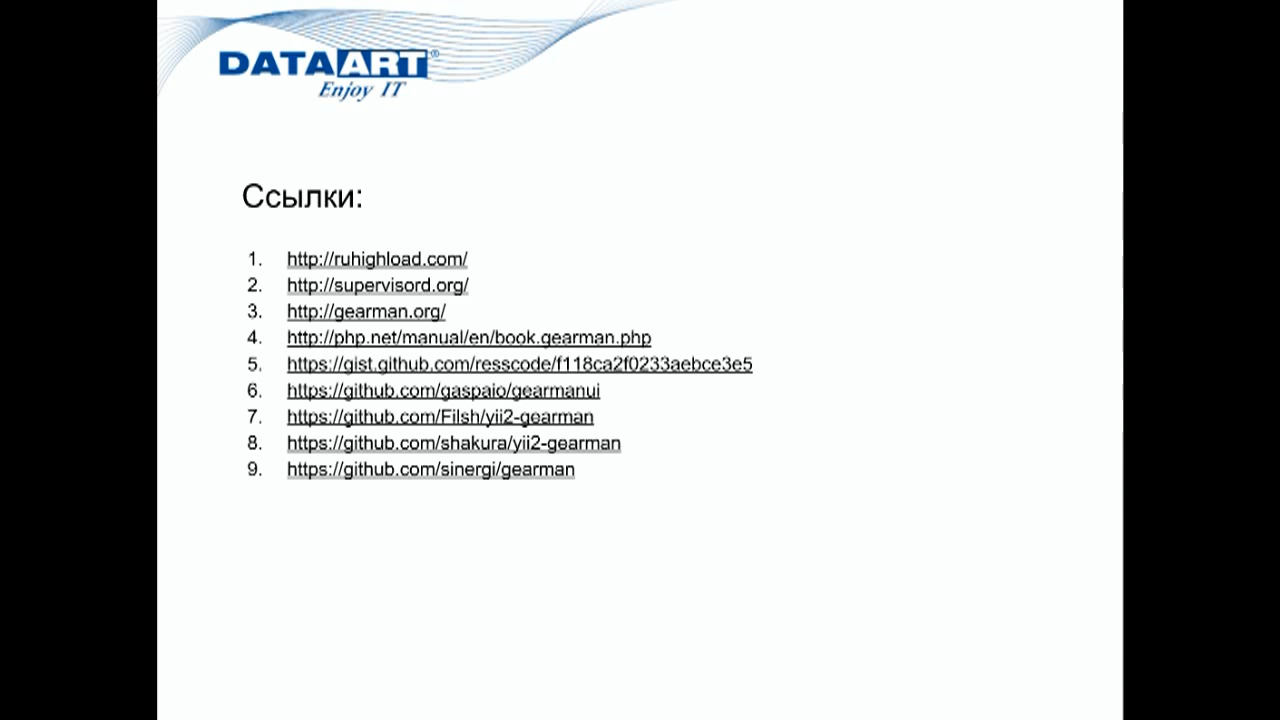 DATAART®
Enjoy IT
Ссылки:
1. http://ruhighload.com/
2. http://supervisord.org/
3. http://gearman.org/
4. http://php.net/manual/en/book.gearman.php
5. https://gist.github.com/resscode/f118ca2f0233aebce3e5
6. https://github.com/gaspaio/gearmanui
7. https://github.com/Filsh/yii2-gearman
8. https://github.com/shakura/yii2-gearman
9. https://github.com/sinergi/gearman